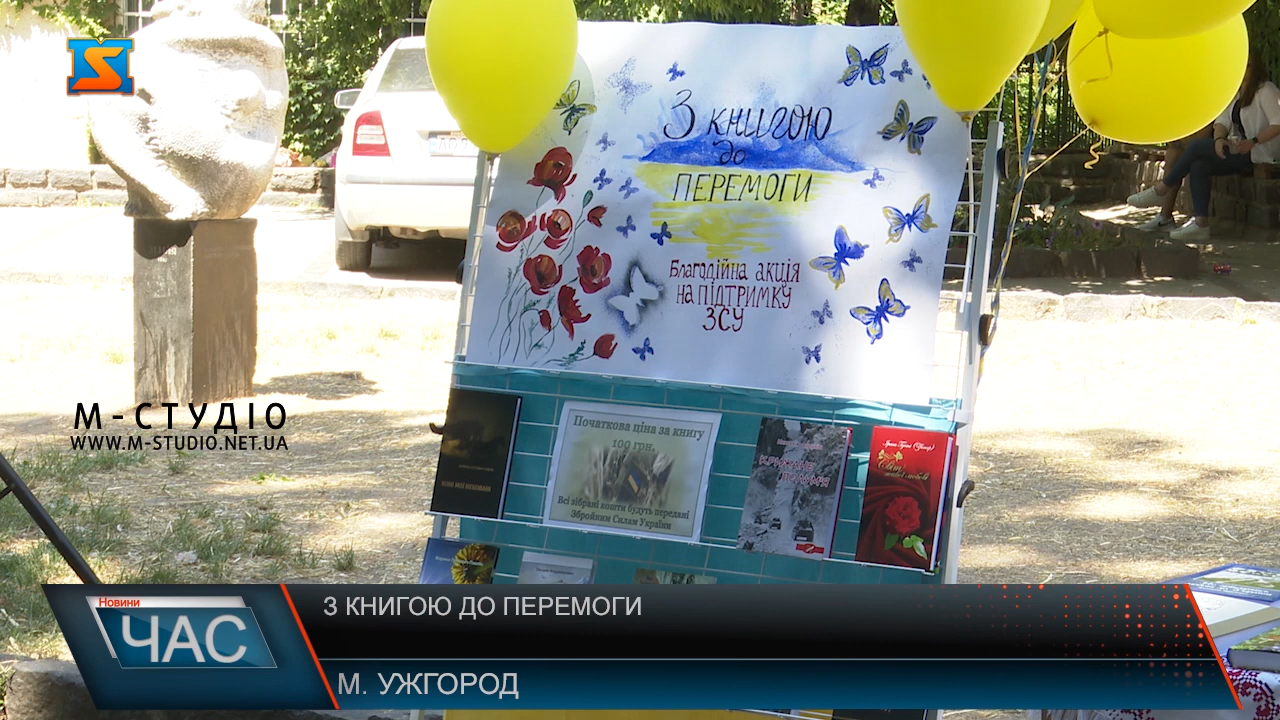 З КНИГОЮ
до
ПЕРЕМОГИ
Благодійна акція
на підтримку
ЗСУ
М-СТУДІО
WWW.M-STUDIO.NET.UA
Початкова ціна за книгу
100 грн.
Всі зібрані кошти будуть передані
Збройним Силам України
Новини
ЧАС
З КНИГОЮ ДО ПЕРЕМОГИ
М. УЖГОРОД